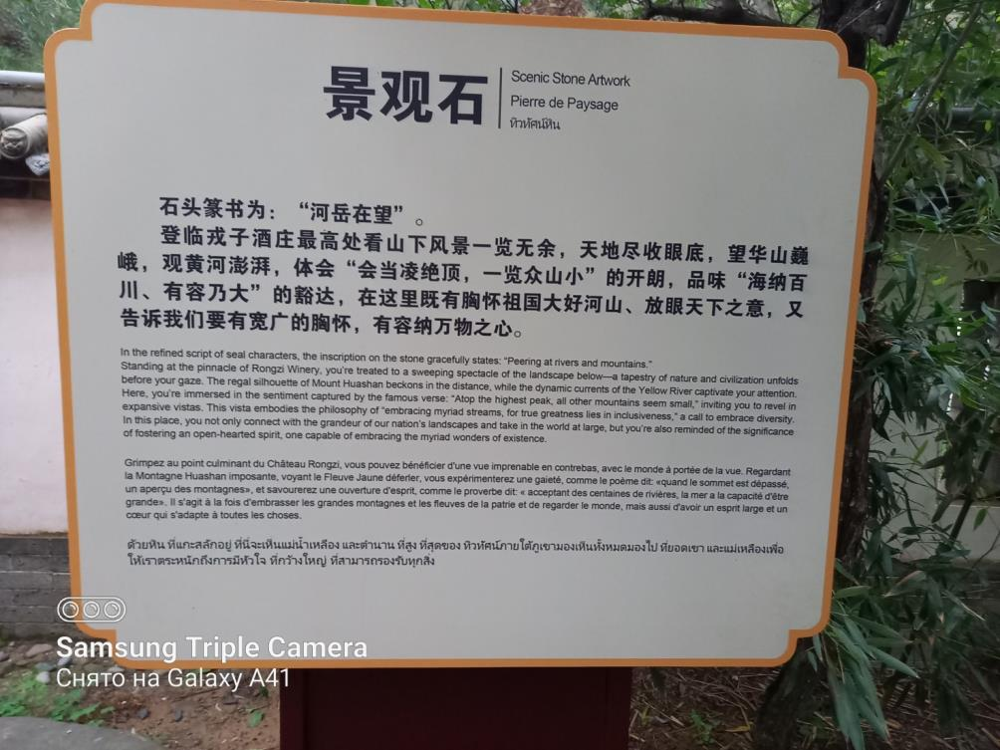 景观石
Scenic Stone Artwork
Pierre de Paysage
ทิวทัศน์หิน
石头篆书为：“河岳在望”。
登临戎子酒庄最高处看山下风景一览无余，天地尽收眼底，望华山巍
峨，观黄河澎湃，体会“会当凌绝顶，一览众山小”的开朗，品味“海纳百
川、有容乃大”的豁达，在这里既有胸怀祖国大好河山、放眼天下之意，又
告诉我们要有宽广的胸怀，有容纳万物之心。
In the refined script of seal characters, the inscription on the stone gracefully states: “Peering at rivers and mountains.”
Standing at the pinnacle of Rongzi Winery, you're treated to a sweeping spectacle of the landscape below—a tapestry of nature and civilization unfolds
before your gaze. The regal silhouette of Mount Huashan beckons in the distance, while the dynamic currents of the Yellow River captivate your attention.
Here, you're immersed in the sentiment captured by the famous verse: “Atop the highest peak, all other mountains seem small,” inviting you to revel in
expansive vistas. This vista embodies the philosophy of “embracing myriad streams, for true greatness lies in inclusiveness,” a call to embrace diversity.
In this place, you not only connect with the grandeur of our nation's landscapes and take in the world at large, but you're also reminded of the significance
of fostering an open-hearted spirit, one capable of embracing the myriad wonders of existence.
Grimpez au point culminant du Château Rongzi, vous pouvez bénéficier d'une vue imprenable en contrebas, avec le monde à portée de la vue. Regardant
la Montagne Huashan imposante, voyant le Fleuve Jaune déferler, vous expérimenterez une gaieté, comme le poème dit: «quand le sommet est dépassé,
un aperçu des montagnes», et savourerez une ouverture d'esprit, comme le proverbe dit: « acceptant des centaines de rivières, la mer a la capacité d'être
grande». Il s'agit à la fois d'embrasser les grandes montagnes et les fleuves de la patrie et de regarder le monde, mais aussi d'avoir un esprit large et un
cœur qui s'adapte à toutes les choses.
ด้วยหิน ที่แกะสลักอยู่ ที่นี่จะเห็นแม่น้ำเหลือง และตำนาน ที่สูง ที่สุดของ ทิวทัศน์ภายใต้ภูเขามองเห็นทั้งหมดมองไป ที่ยอดเขา และแม่เหลืองเพื่อ
ให้เราตระหนักถึงการมีหัวใจ ที่กว้างใหญ่ ที่สามารถรองรับทุกสิ่ง
Samsung Triple Camera
Снято на Galaxy A41